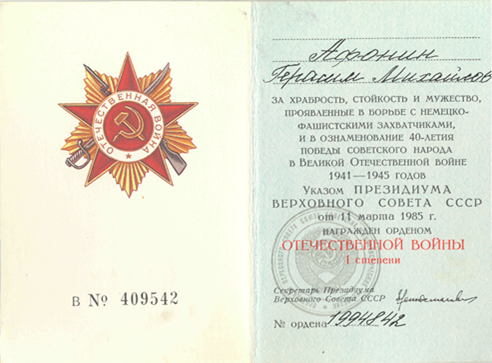 ОТЕЧЕСТВЕННАЯ ВОЙНА
В № 409542
Афонин
Герасим Михайлов
ЗА ХРАБРОСТЬ, СТОЙКОСТЬ И МУЖЕСТВО,
ПРОЯВЛЕННЫЕ В БОРЬБЕ С НЕМЕЦКО-
ФАШИСТСКИМИ ЗАХВАТЧИКАМИ,
И В ОЗНАМЕНОВАНИЕ 40-ЛЕТИЯ
ПОБЕДЫ СОВЕТСКОГО НАРОДА
В ВЕЛИКОЙ ОТЕЧЕСТВЕННОЙ ВОЙНЕ
1941—1945 ГОДОВ
УКАЗОМ ПРЕЗИДИУМА
ВЕРХОВНОГО СОВЕТА СССР
от 11 марта 1985 г.
НАГРАЖДЕН ОРДЕНОМ
ОТЕЧЕСТВЕННОЙ ВОЙНЫ
I степени
Секретарь Президиума
Верховного Совета СССР
№ ордена 1994842